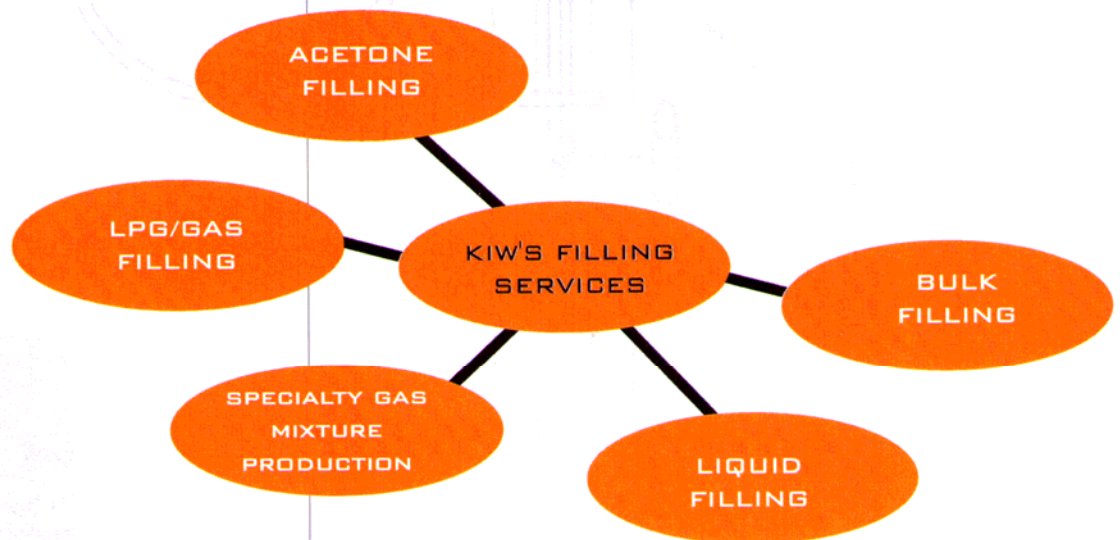 ACETONE
FILLING
LPG/GAS
FILLING
KIW'S FILLING
SERVICES
BULK
FILLING
SPECIALTY GAS
MIXTURE
PRODUCTION
LIQUID
FILLING